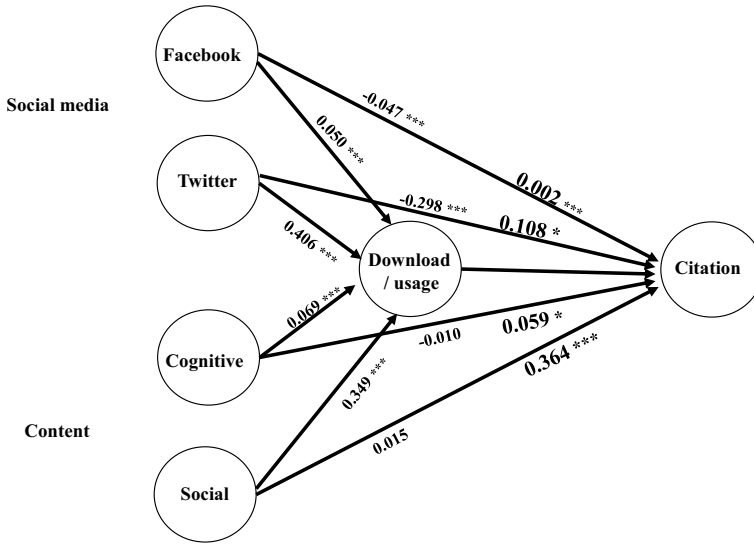 Facebook
Social media
-0.047 ***
0.050 ***
Twitter
0.002 ***
-0.298 ***
0.108 *
0.406 ***
Download
/ usage
Citation
0.069 ***
Cognitive
-0.010
0.059 *
0.364 ***
0.349 ***
Content
0.015
Social